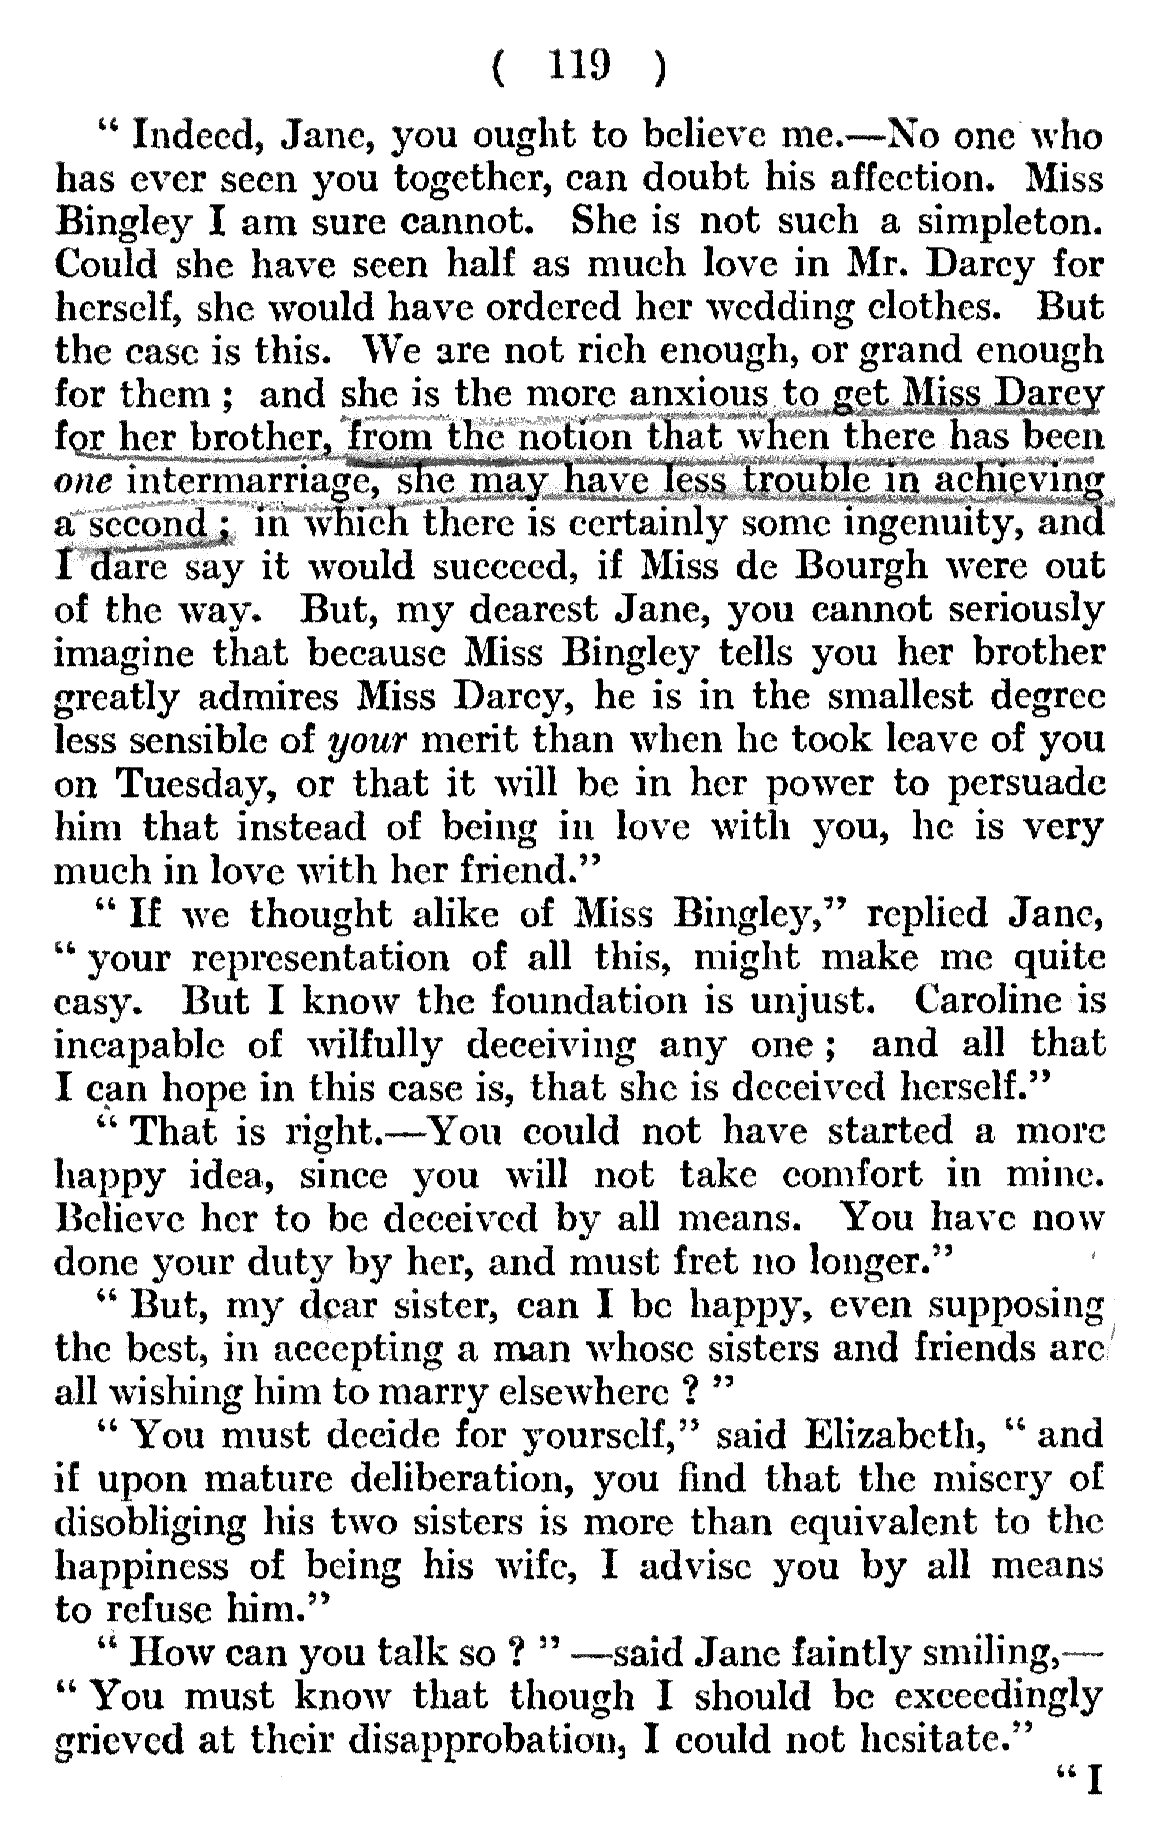 ( 119 )
“ Indeed, Jane, you ought to believe me.—No one who
has ever seen you together, can doubt his affection. Miss
Bingley I am sure cannot. She is not such a simpleton.
Could she have seen half as much love in Mr. Darcy for
herself, she would have ordered her wedding clothes. But
the case is this. We are not rich enough, or grand enough
for them ; and she is the more anxious to get Miss Darcy
for her brother, from the notion that when there has been
one intermarriage, she may have less trouble in achieving
a second ; in which there is certainly some ingenuity, and
I dare say it would succeed, if Miss de Bourgh were out
of the way. But, my dearest Jane, you cannot seriously
imagine that because Miss Bingley tells you her brother
greatly admires Miss Darcy, he is in the smallest degree
less sensible of your merit than when he took leave of you
on Tuesday, or that it will be in her power to persuade
him that instead of being in love with you, he is very
much in love with her friend.”
“ If we thought alike of Miss Bingley,” replied Jane,
“ your representation of all this, might make me quite
easy. But I know the foundation is unjust. Caroline is
incapable of wilfully deceiving any one ; and all that
I can hope in this case is, that she is deceived herself.”
“ That is right.—You could not have started a more
happy idea, since you will not take comfort in mine.
Believe her to be deceived by all means. You have now
done your duty by her, and must fret no longer.”
“ But, my dear sister, can I be happy, even supposing
the best, in accepting a man whose sisters and friends are
all wishing him to marry elsewhere ? ”
“ You must decide for yourself,” said Elizabeth, “ and
if upon mature deliberation, you find that the misery of
disobliging his two sisters is more than equivalent to the
happiness of being his wife, I advise you by all means
to refuse him.”
“ How can you talk so ? ” —said Jane faintly smiling,—
“ You must know that though I should be exceedingly
grieved at their disapprobation, I could not hesitate.”
“ I